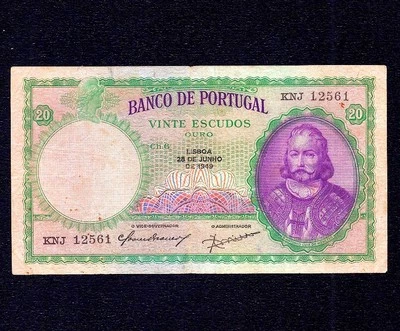 KNJ 12561
20
BANCO DE PORTUGAL
20
VINTE ESCUDOS
OURO
Ch. 6
LISBOA
28 DE JUNHO
DE 1949
KNJ 12561
O VICE-GOVERNADOR
O ADMINISTRADOR